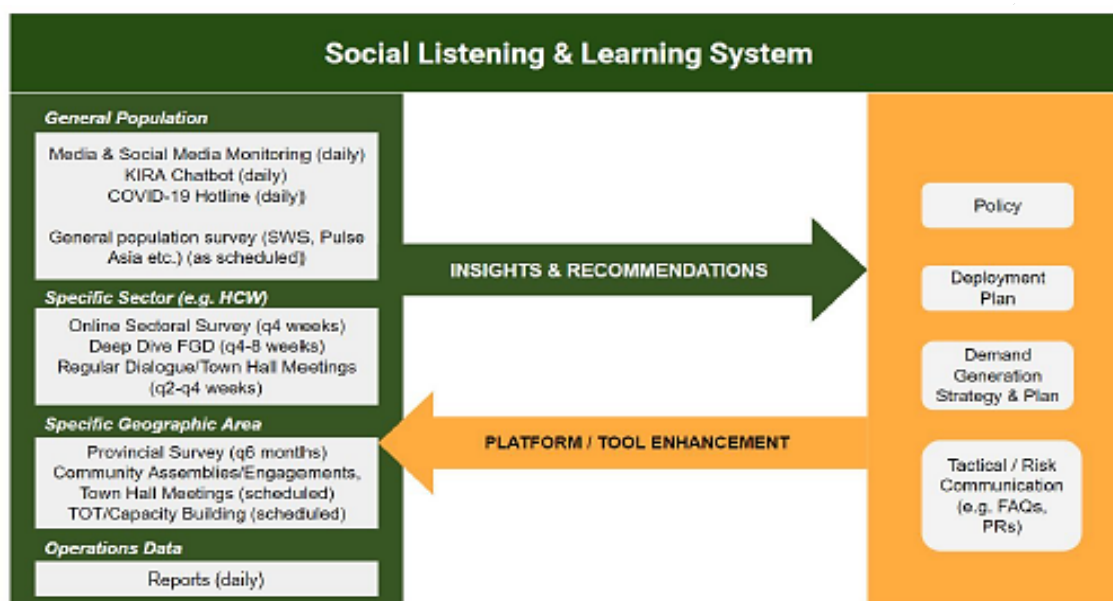 Social Listening & Learning System
General Population
Media & Social Media Monitoring (daily)
KIRA Chatbot (daily)
COVID-19 Hotline (daily)
General population survey (SWS, Pulse
Asia etc.) (as scheduled)
Specific Sector (e.g. HCW)
Online Sectoral Survey (q4 weeks)
Deep Dive FGD (q4-8 weeks)
Regular Dialogue/Town Hall Meetings
(q2-q4 weeks)
Specific Geographic Area
Provincial Survey (q6 months)
Community Assemblies/Engagements,
Town Hall Meetings (scheduled)
TOT/Capacity Building (scheduled)
Operations Data
Reports (daily)
INSIGHTS & RECOMMENDATIONS
PLATFORM / TOOL ENHANCEMENT
Policy
Deployment
Plan
Demand
Generation
Strategy & Plan
Tactical / Risk
Communication
(e.g. FAQs,
PRs)